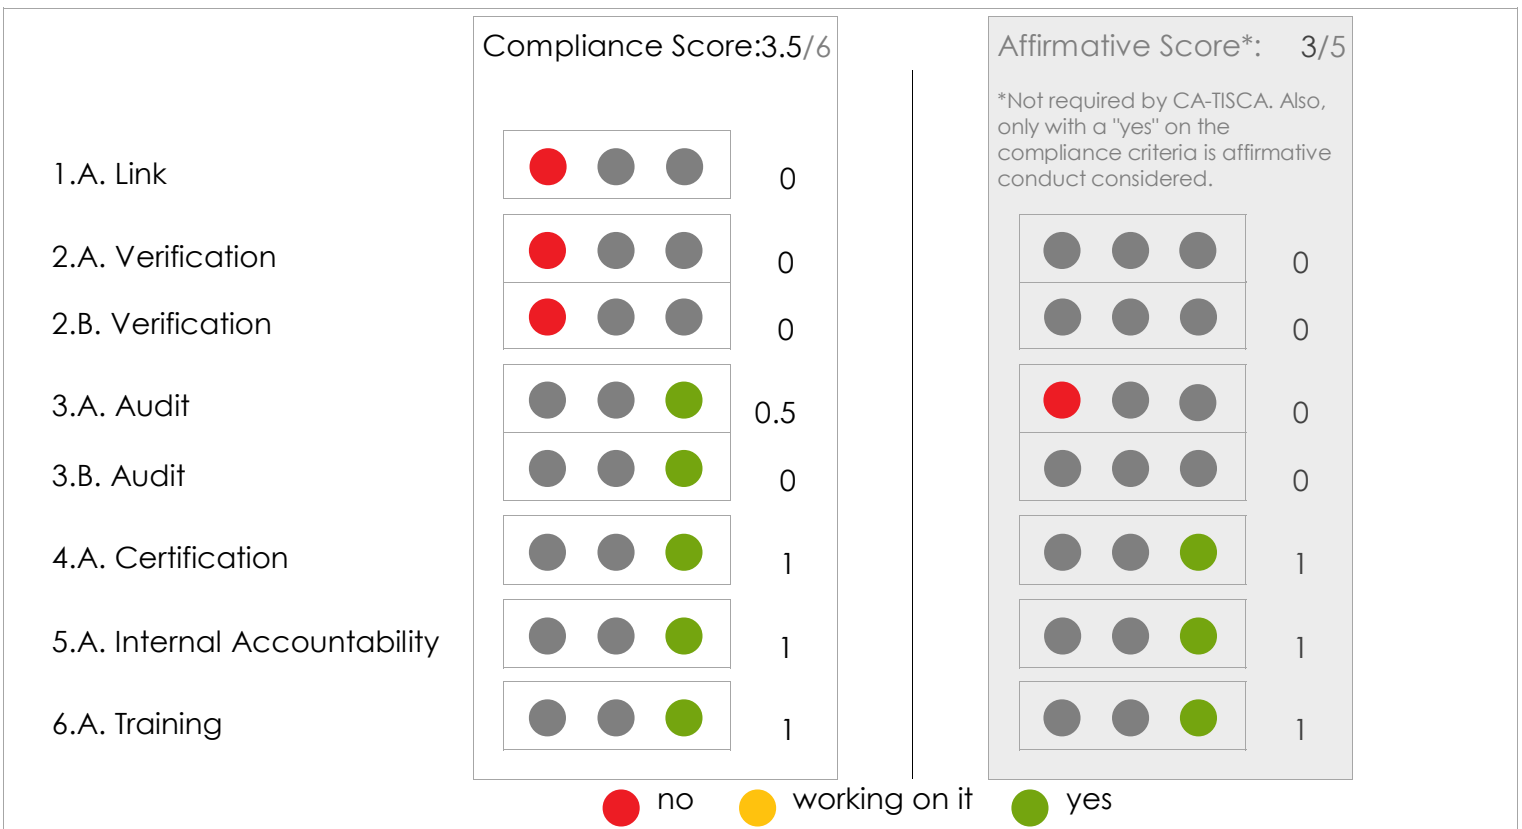 Compliance Score:3.5/6
Affirmative Score*: 3/5
*Not required by CA-TISCA. Also,
only with a "yes" on the
compliance criteria is affirmative
conduct considered.
1.A. Link 0
2.A. Verification 0 0
2.B. Verification 0 0
3.A. Audit 0.5 0
3.B. Audit 0 0
4.A. Certification 1 1
5.A. Internal Accountability 1 1
6.A. Training 1 1
no working on it yes